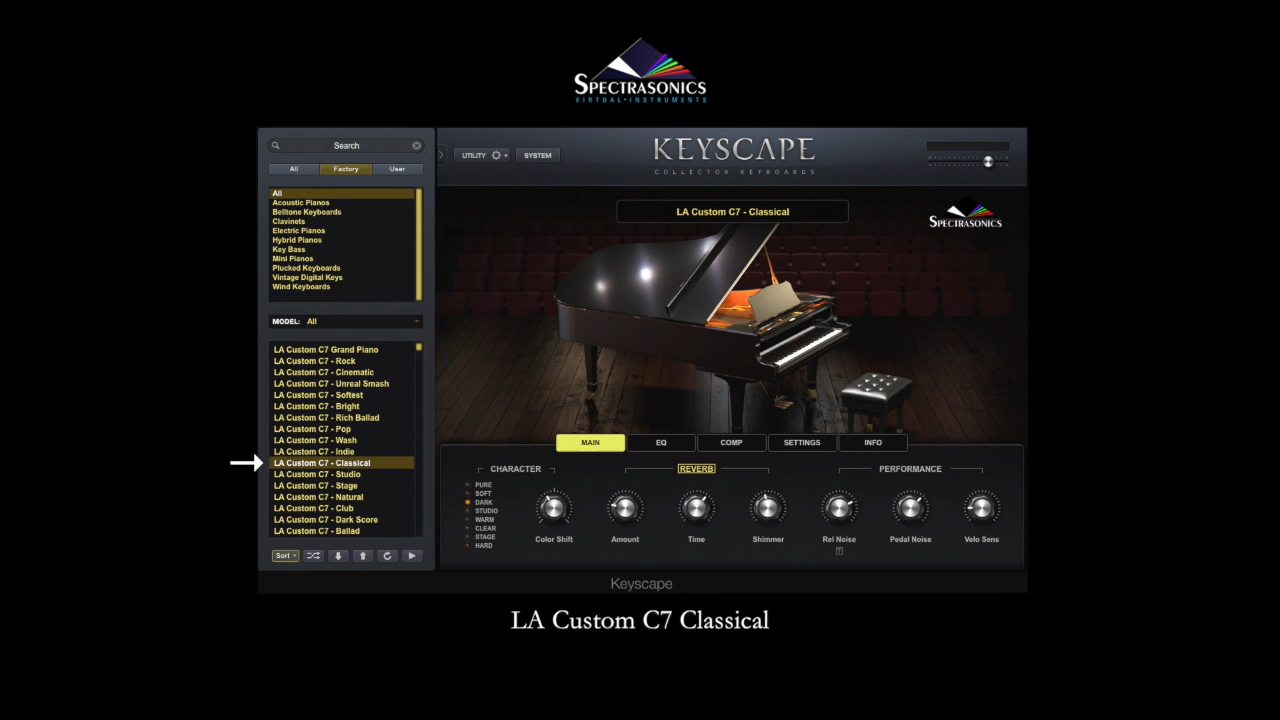 SPECTRASONICS
VIRTUAL•INSTRUMENTS
Search
All Factory User
All
Acoustic Pianos
Belltone Keyboards
Clavinets
Electric Pianos
Hybrid Pianos
Key Bass
Mini Pianos
Plucked Keyboards
Vintage Digital Keys
Wind Keyboards
MODEL: All
LA Custom C7 Grand Piano
LA Custom C7 - Rock
LA Custom C7 - Cinematic
LA Custom C7 - Unreal Smash
LA Custom C7 - Softest
LA Custom C7 - Bright
LA Custom C7 - Rich Ballad
LA Custom C7 - Pop
LA Custom C7 - Wash
LA Custom C7 - Indie
LA Custom C7 - Classical
LA Custom C7 - Studio
LA Custom C7 - Stage
LA Custom C7 - Natural
LA Custom C7 - Club
LA Custom C7 - Dark Score
LA Custom C7 - Ballad
Sort
UTILITY SYSTEM
KEYSCAPE
COLLECTOR KEYBOARDS
LA Custom C7 - Classical
SPECTRASONICS
MAIN EQ COMP SETTINGS INFO
CHARACTER REVERB PERFORMANCE
PURE
SOFT
DARK
STUDIO
WARM
CLEAR
STAGE
HARD
Color Shift Amount Time Shimmer Rel Noise Pedal Noise Velo Sens
T
Keyscape
LA Custom C7 Classical